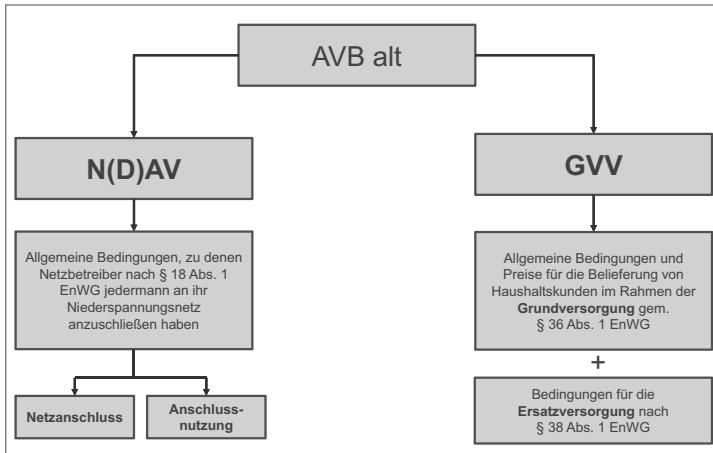 AVB alt
N(D)AV
GVV
Allgemeine Bedingungen, zu denen
Netzbetreiber nach § 18 Abs. 1
EnWG jedermann an ihr
Niederspannungsnetz
anzuschließen haben
Allgemeine Bedingungen und
Preise für die Belieferung von
Haushaltskunden im Rahmen der
Grundversorgung gem.
§ 36 Abs. 1 EnWG
+
Netzanschluss
Anschluss-
nutzung
Bedingungen für die
Ersatzversorgung nach
§ 38 Abs. 1 EnWG